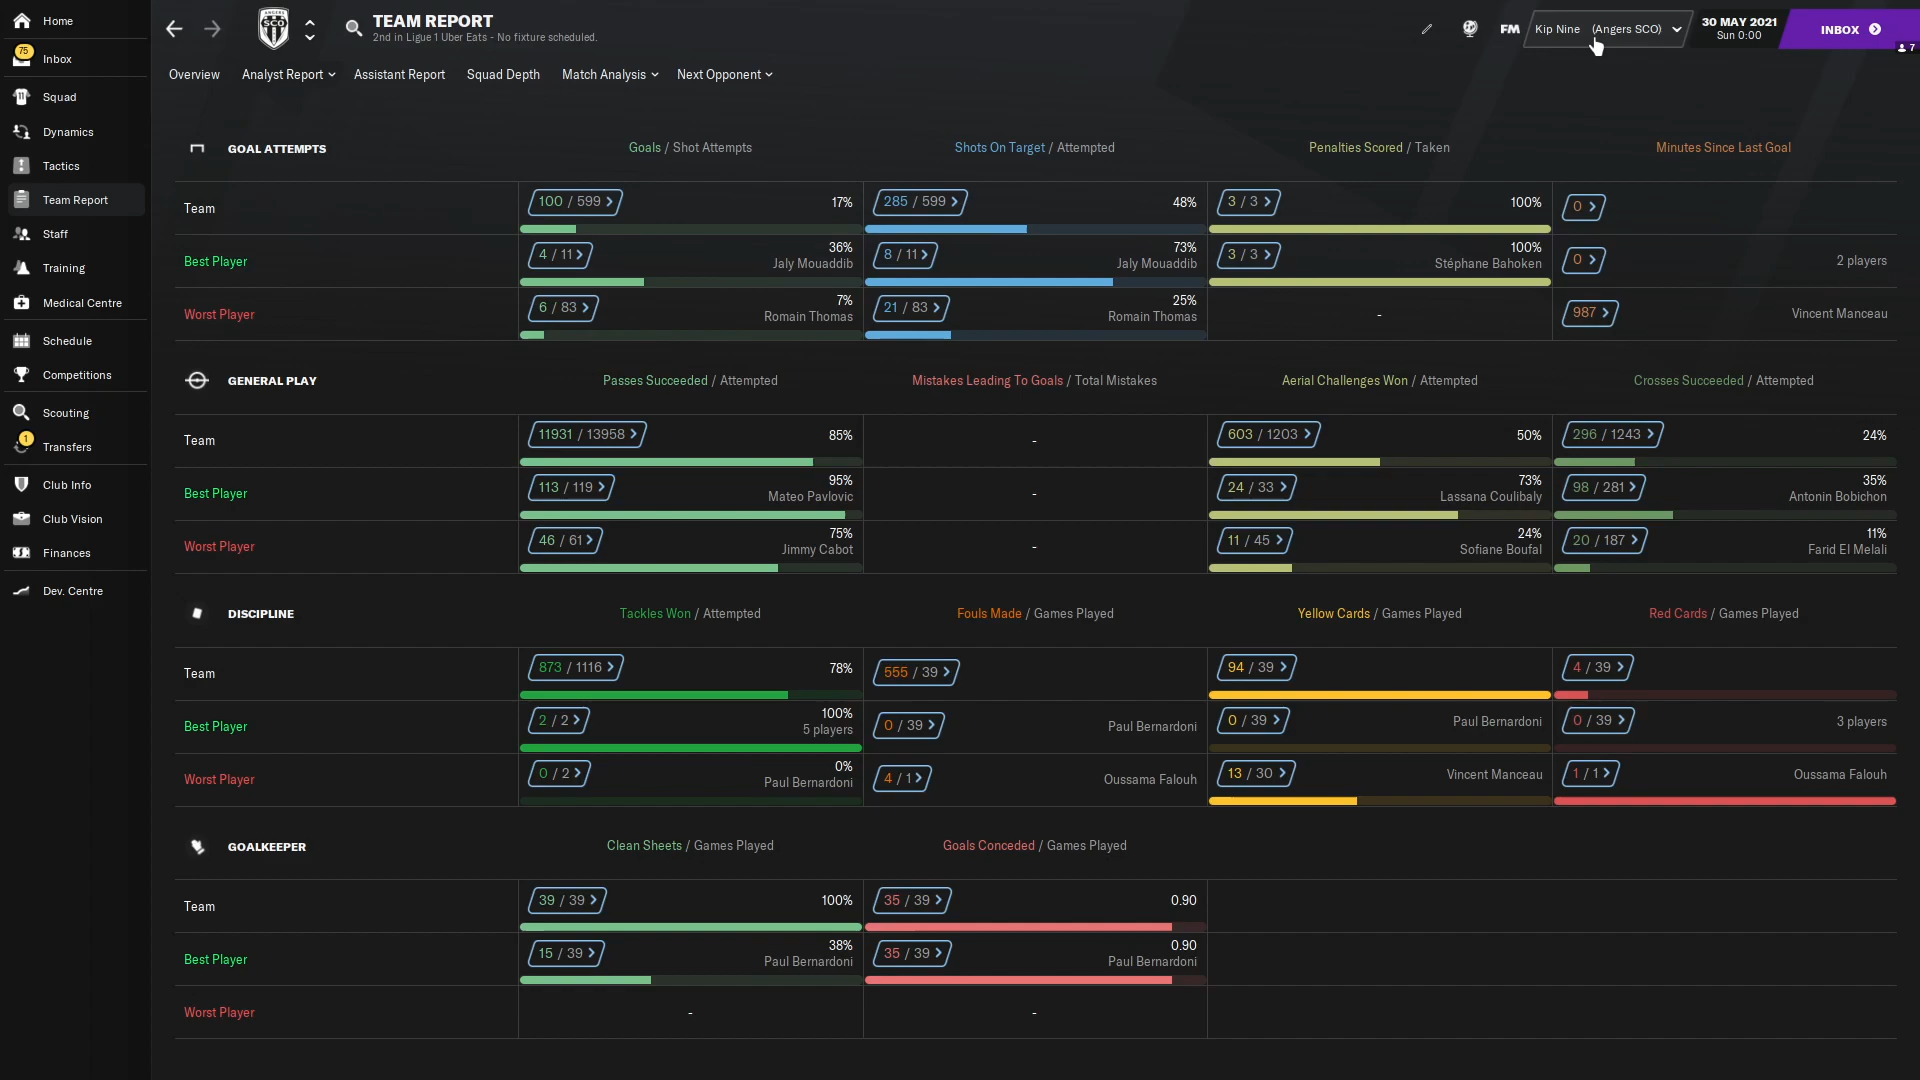 Home
75
Inbox
Squad
Dynamics
Tactics
Team Report
Staff
Training
Medical Centre
Schedule
Competitions
Scouting
1
Transfers
Club Info
Club Vision
Finances
Dev. Centre
SCO
TEAM REPORT
2nd in Ligue 1 Uber Eats - No fixture scheduled.
FM
Kip Nine (Angers SCO)
30 MAY 2021
Sun 0:00
INBOX
7
Overview Analyst Report Assistant Report Squad Depth Match Analysis Next Opponent
GOAL ATTEMPTS Goals / Shot Attempts Shots On Target / Attempted Penalties Scored / Taken Minutes Since Last Goal
Team 100 / 599 17% 285 / 599 48% 3 / 3 100% 0
Best Player 4 / 11 36% Jaly Mouaddib 8 / 11 73% Jaly Mouaddib 3 / 3 100% Stéphane Bahoken 0 2 players
Worst Player 6 / 83 7% Romain Thomas 21 / 83 25% Romain Thomas - 987 Vincent Manceau
GENERAL PLAY Passes Succeeded / Attempted Mistakes Leading To Goals / Total Mistakes Aerial Challenges Won / Attempted Crosses Succeeded / Attempted
Team 11931 / 13958 85% - 603 / 1203 50% 296 / 1243 24%
Best Player 113 / 119 95% Mateo Pavlovic - 24 / 33 73% Lassana Coulibaly 98 / 281 35% Antonin Bobichon
Worst Player 46 / 61 75% Jimmy Cabot - 11 / 45 24% Sofiane Boufal 20 / 187 11% Farid El Melali
DISCIPLINE Tackles Won / Attempted Fouls Made / Games Played Yellow Cards / Games Played Red Cards / Games Played
Team 873 / 1116 78% 555 / 39 94 / 39 4 / 39
Best Player 2 / 2 100% 5 players 0 / 39 Paul Bernardoni 0 / 39 Paul Bernardoni 0 / 39 3 players
Worst Player 0 / 2 0% Paul Bernardoni 4 / 1 Oussama Falouh 13 / 30 Vincent Manceau 1 / 1 Oussama Falouh
GOALKEEPER Clean Sheets / Games Played Goals Conceded / Games Played
Team 39 / 39 100% 35 / 39 0.90
Best Player 15 / 39 38% Paul Bernardoni 35 / 39 0.90 Paul Bernardoni
Worst Player - -